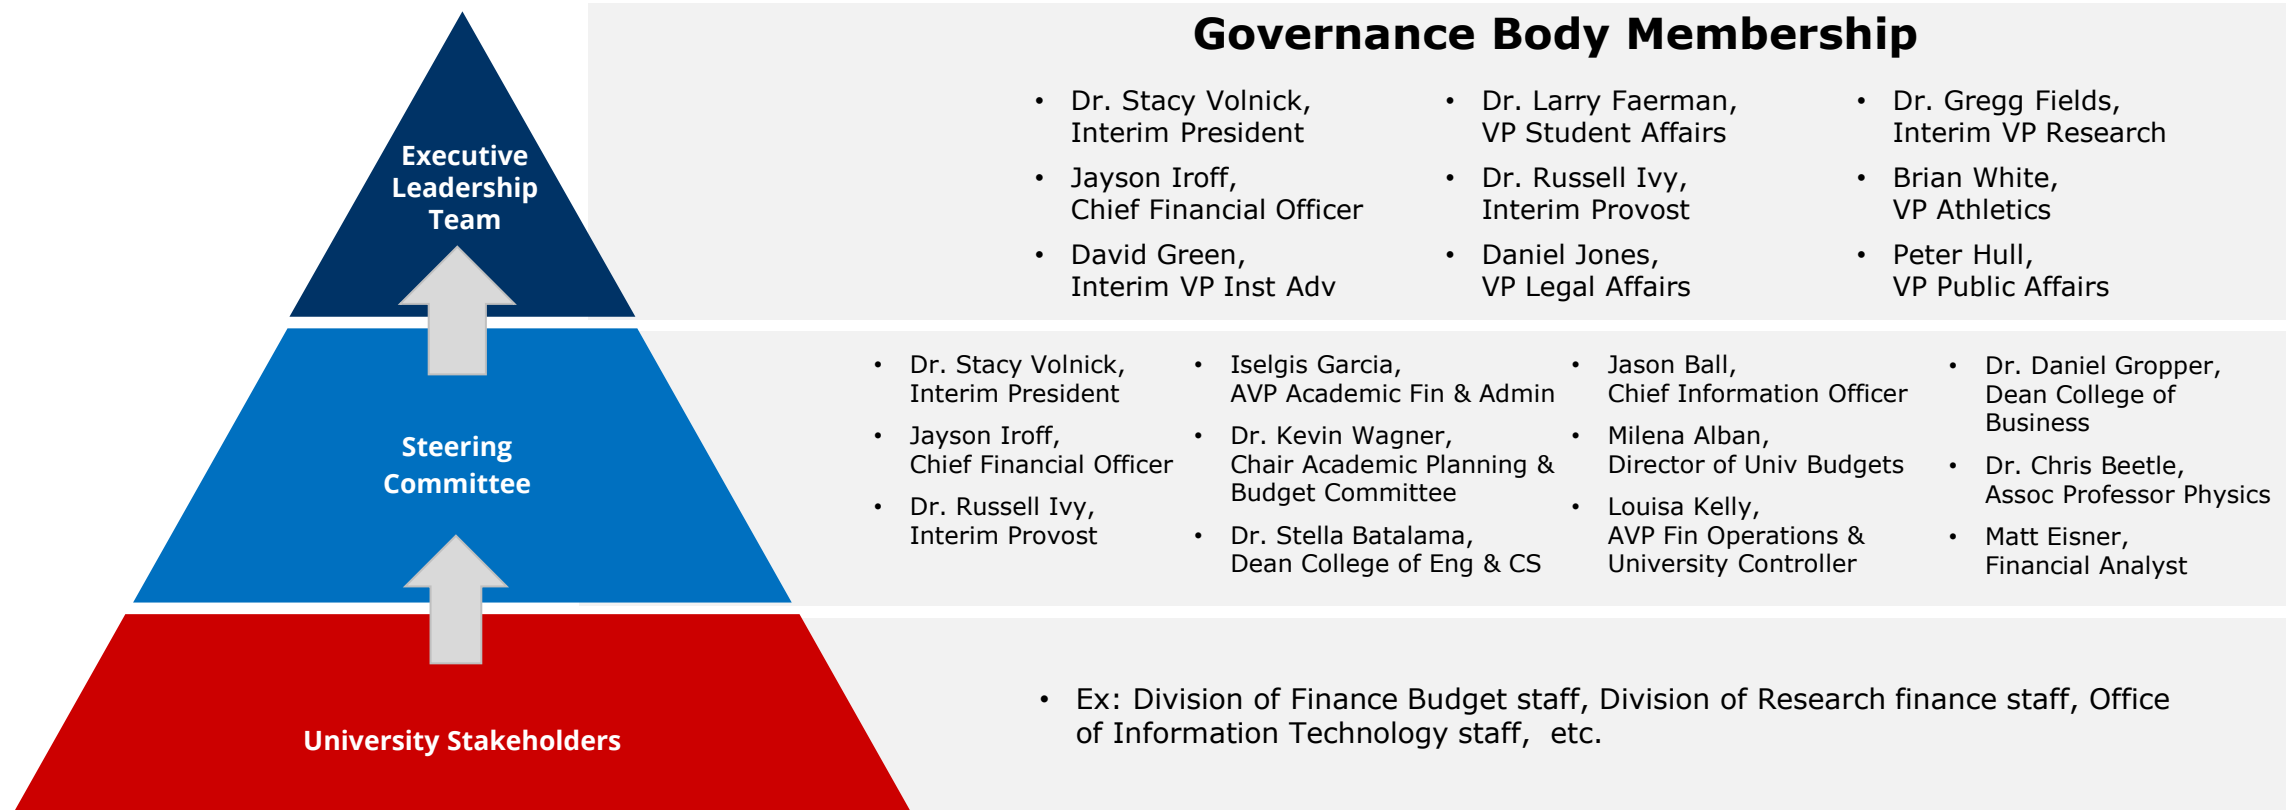 Governance Body Membership
Executive
Leadership
Team
• Dr. Stacy Volnick,
Interim President
• Jayson Iroff,
Chief Financial Officer
• David Green,
Interim VP Inst Adv
• Dr. Larry Faerman,
VP Student Affairs
• Dr. Russell Ivy,
Interim Provost
• Daniel Jones,
VP Legal Affairs
• Dr. Gregg Fields,
Interim VP Research
• Brian White,
VP Athletics
• Peter Hull,
VP Public Affairs
Steering
Committee
• Dr. Stacy Volnick,
Interim President
• Jayson Iroff,
Chief Financial Officer
• Dr. Russell Ivy,
Interim Provost
• Iselgis Garcia,
AVP Academic Fin & Admin
• Dr. Kevin Wagner,
Chair Academic Planning &
Budget Committee
• Dr. Stella Batalama,
Dean College of Eng & CS
• Jason Ball,
Chief Information Officer
• Milena Alban,
Director of Univ Budgets
• Louisa Kelly,
AVP Fin Operations &
University Controller
• Dr. Daniel Gropper,
Dean College of
Business
• Dr. Chris Beetle,
Assoc Professor Physics
• Matt Eisner,
Financial Analyst
University Stakeholders
• Ex: Division of Finance Budget staff, Division of Research finance staff, Office
of Information Technology staff, etc.